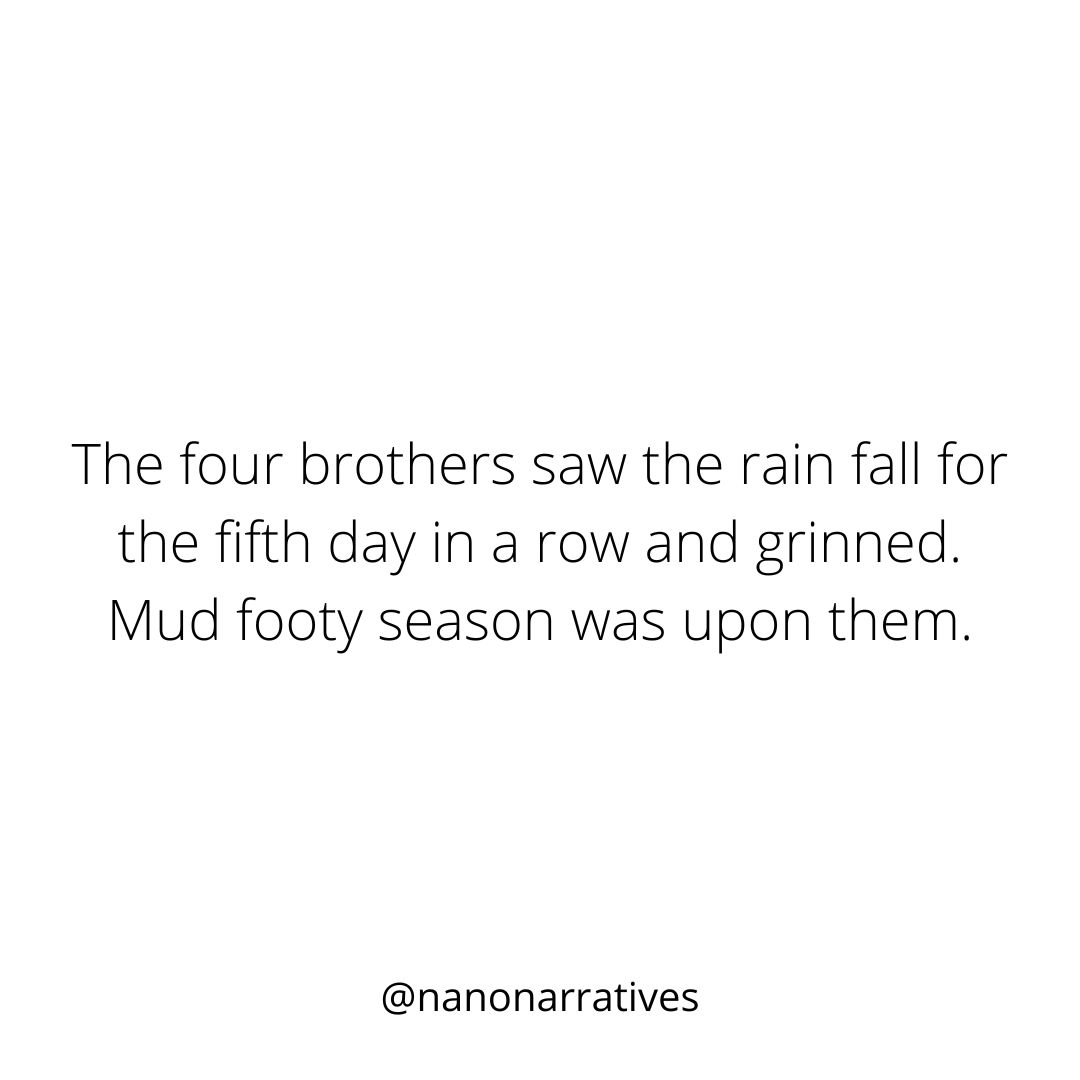 The four brothers saw the rain fall for
the fifth day in a row and grinned.
Mud footy season was upon them.
@nanonarratives